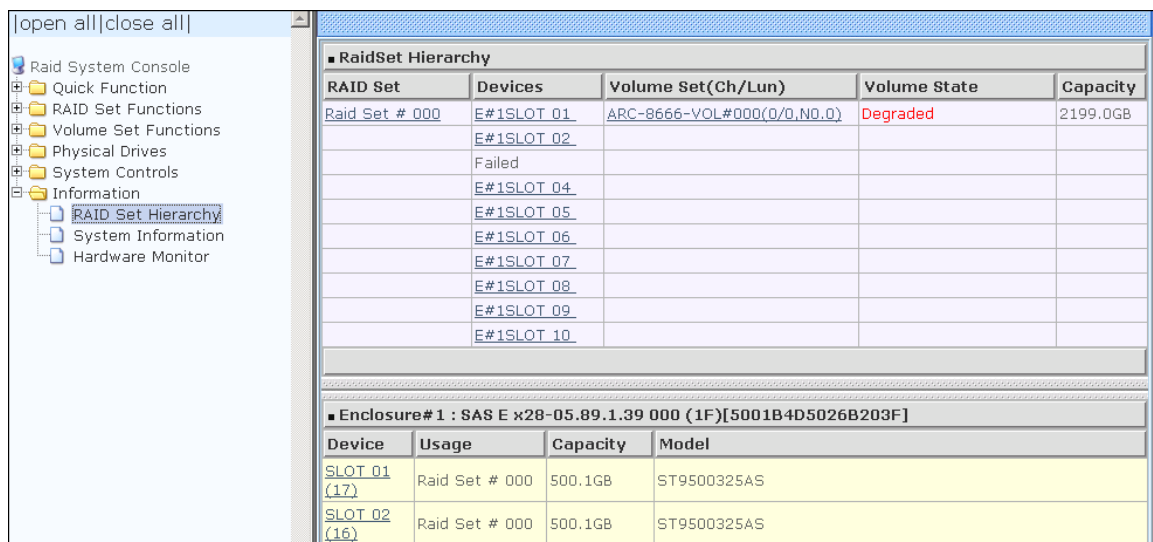 |open all|close all|
Raid System Console
Quick Function
RAID Set Functions
Volume Set Functions
Physical Drives
System Controls
Information
RAID Set Hierarchy
System Information
Hardware Monitor
RaidSet Hierarchy
RAID Set Devices Volume Set(Ch/Lun) Volume State Capacity
Raid Set # 000 E#1SLOT 01 ARC-8666-VOL#000(0/0,N0.0) Degraded 2199.0GB
E#1SLOT 02
Failed
E#1SLOT 04
E#1SLOT 05
E#1SLOT 06
E#1SLOT 07
E#1SLOT 08
E#1SLOT 09
E#1SLOT 10
Enclosure#1 : SAS E x28-05.89.1.39 000 (1F)[5001B4D5026B203F]
Device Usage Capacity Model
SLOT 01 (17) Raid Set # 000 500.1GB ST9500325AS
SLOT 02 (16) Raid Set # 000 500.1GB ST9500325AS